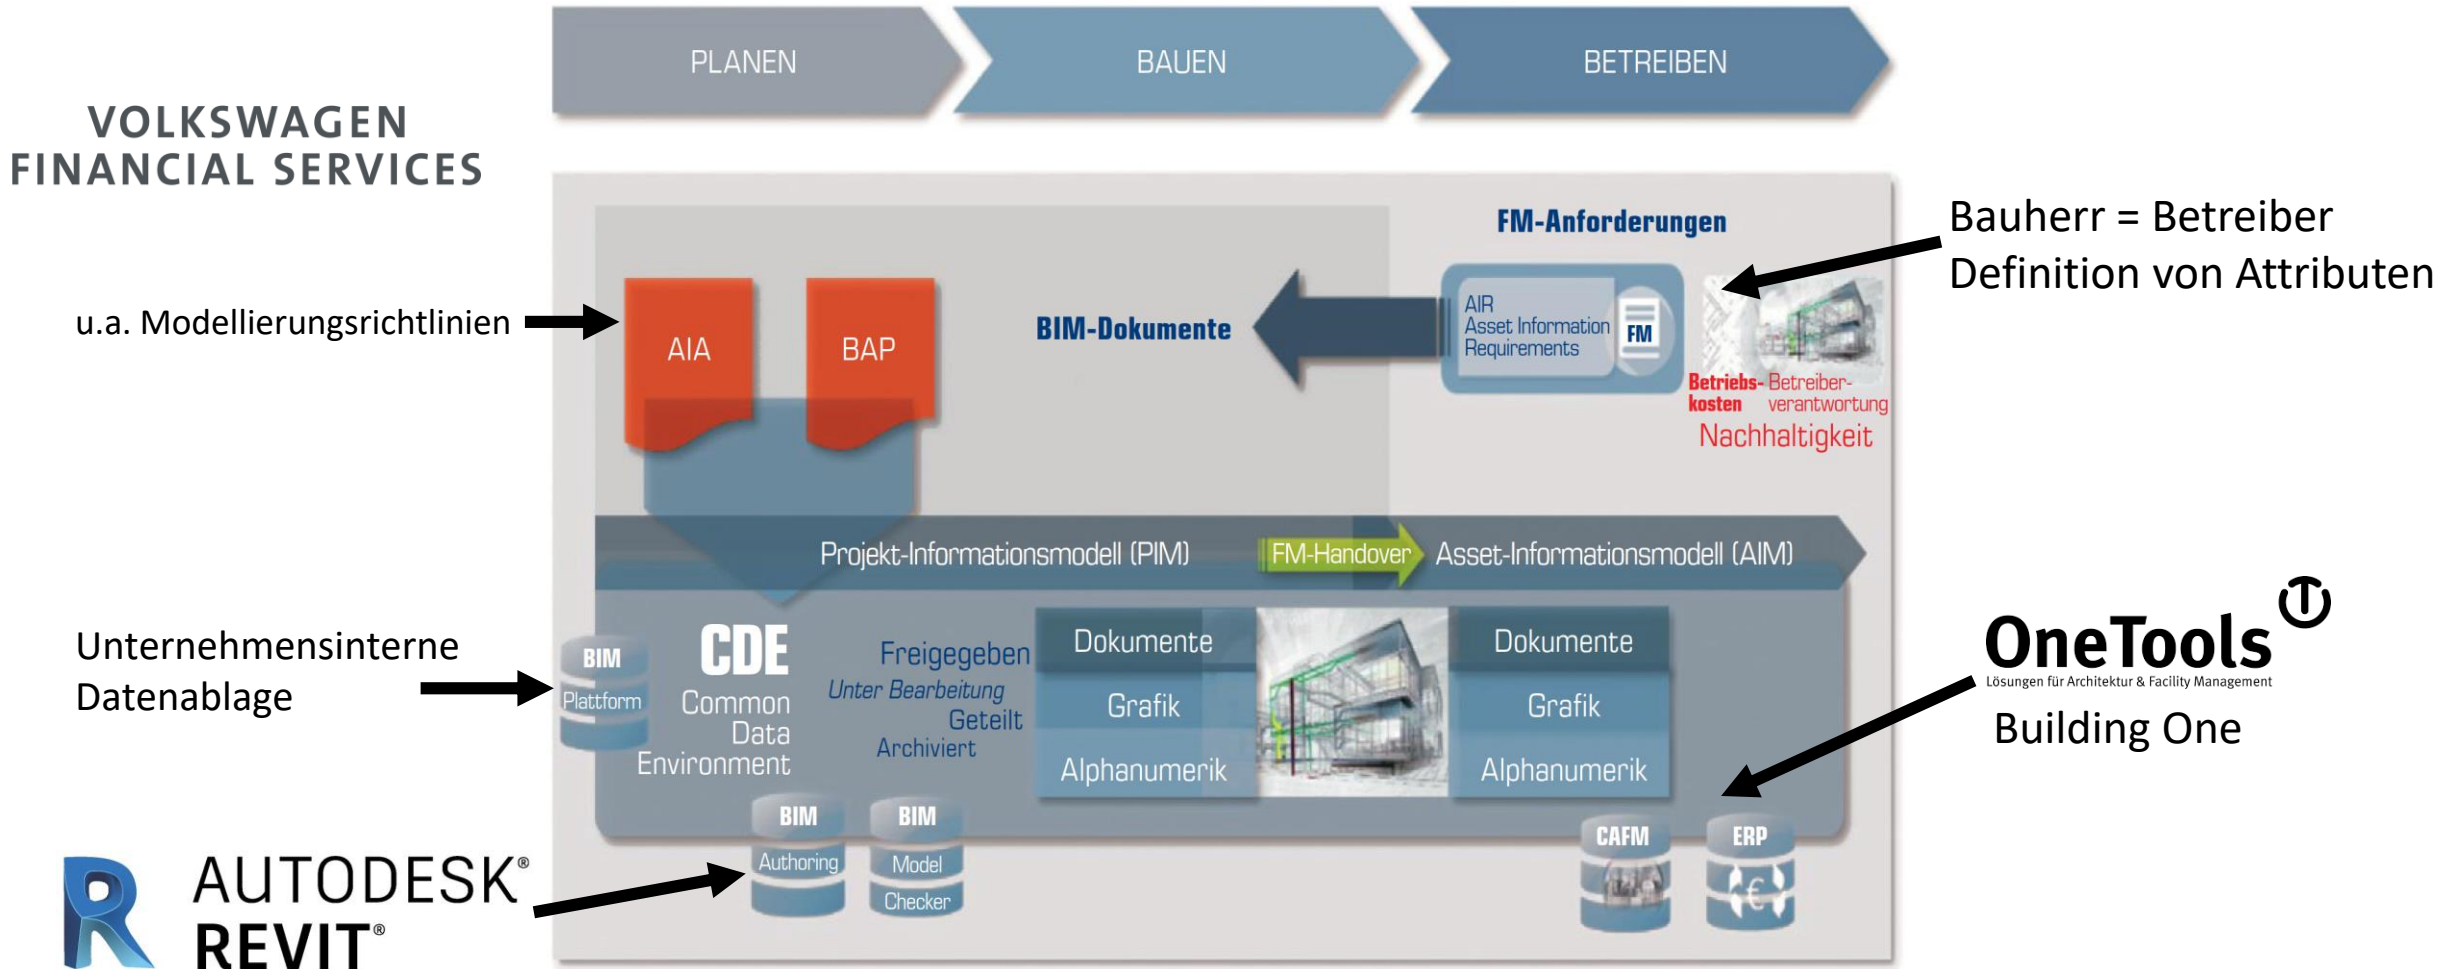 PLANEN
BAUEN
BETREIBEN
VOLKSWAGEN
FINANCIAL SERVICES
FM-Anforderungen
Bauherr = Betreiber
Definition von Attributen
u.a. Modellierungsrichtlinien
AIA
BAP
BIM-Dokumente
AIR
Asset Information
Requirements
FM
Betriebs-
kosten
Betreiber-
verantwortung
Nachhaltigkeit
Projekt-Informationsmodell (PIM)
FM-Handover
Asset-Informationsmodell (AIM)
Unternehmensinterne
Datenablage
BIM
Plattform
CDE
Common
Data
Environment
Freigegeben
Unter Bearbeitung
Geteilt
Archiviert
Dokumente
Grafik
Alphanumerik
Dokumente
Grafik
Alphanumerik
OneTools
Lösungen für Architektur & Facility Management
Building One
BIM
Authoring
BIM
Model
Checker
CAFM
ERP
€
AUTODESK®
REVIT®